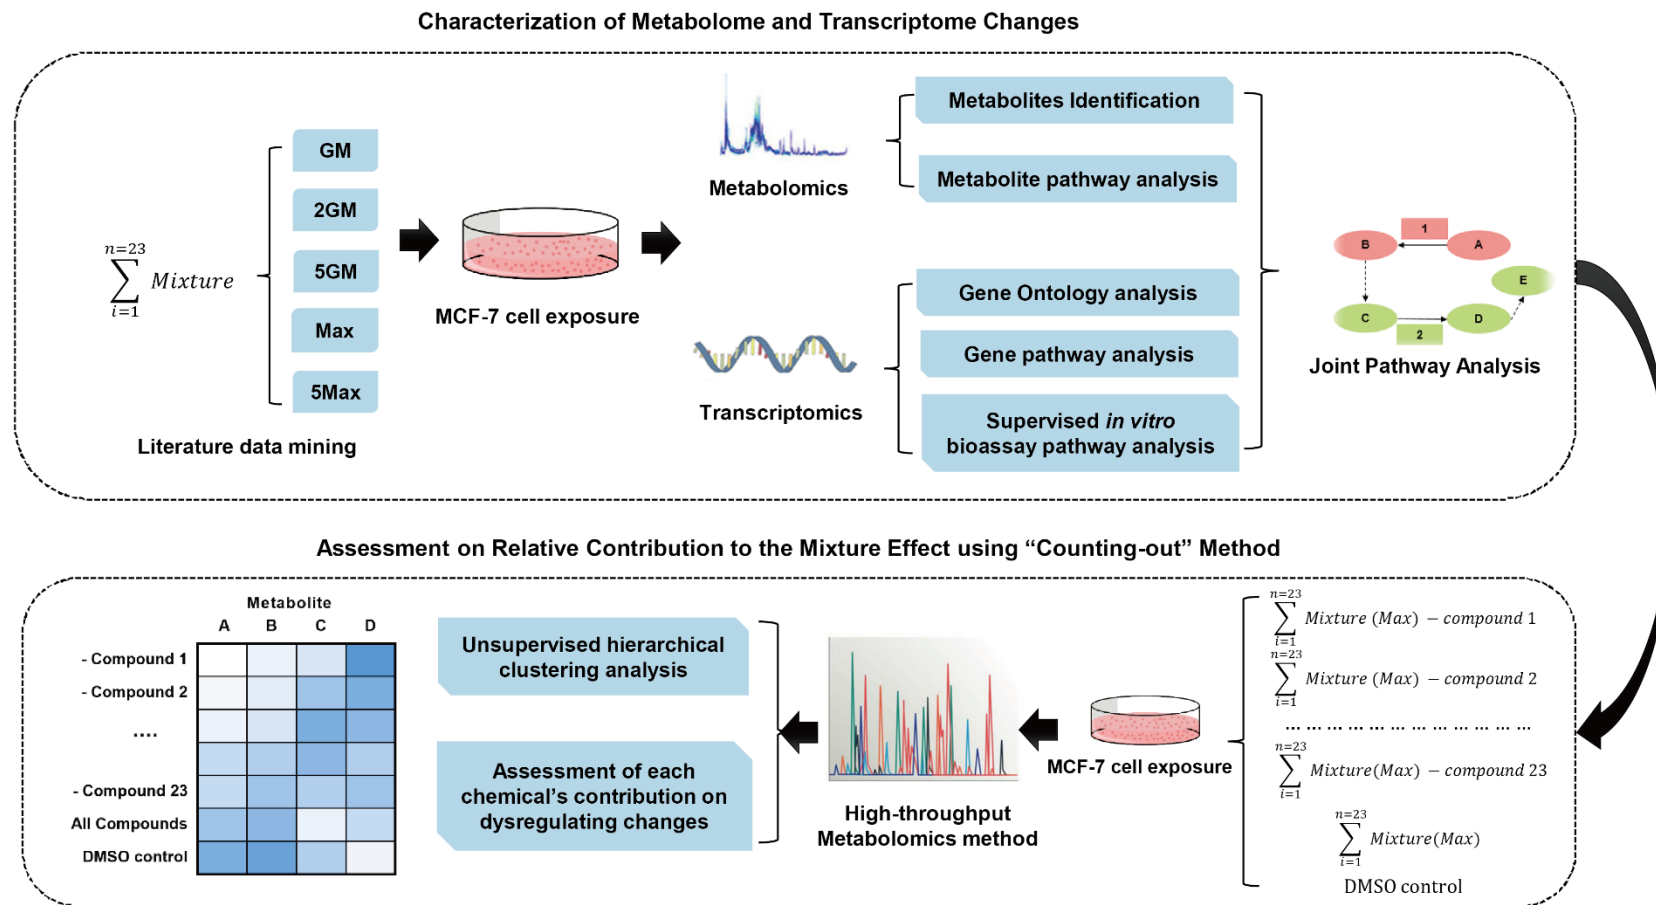 Characterization of Metabolome and Transcriptome Changes
n=23
∑ Mixture
i=1
GM
2GM
5GM
Max
5Max
Literature data mining
MCF-7 cell exposure
Metabolomics
Transcriptomics
Metabolites Identification
Metabolite pathway analysis
Gene Ontology analysis
Gene pathway analysis
Supervised in vitro
bioassay pathway analysis
1
B
A
E
C
D
2
Joint Pathway Analysis
Assessment on Relative Contribution to the Mixture Effect using “Counting-out” Method
Metabolite
A B C D
- Compound 1
- Compound 2
....
- Compound 23
All Compounds
DMSO control
Unsupervised hierarchical
clustering analysis
Assessment of each
chemical’s contribution on
dysregulating changes
High-throughput
Metabolomics method
MCF-7 cell exposure
n=23
∑ Mixture (Max) − compound 1
i=1
n=23
∑ Mixture (Max) − compound 2
i=1
... ... ... ... ... ... ... ... ... ... ... ...
n=23
∑ Mixture(Max) − compound 23
i=1
n=23
∑ Mixture(Max)
i=1
DMSO control